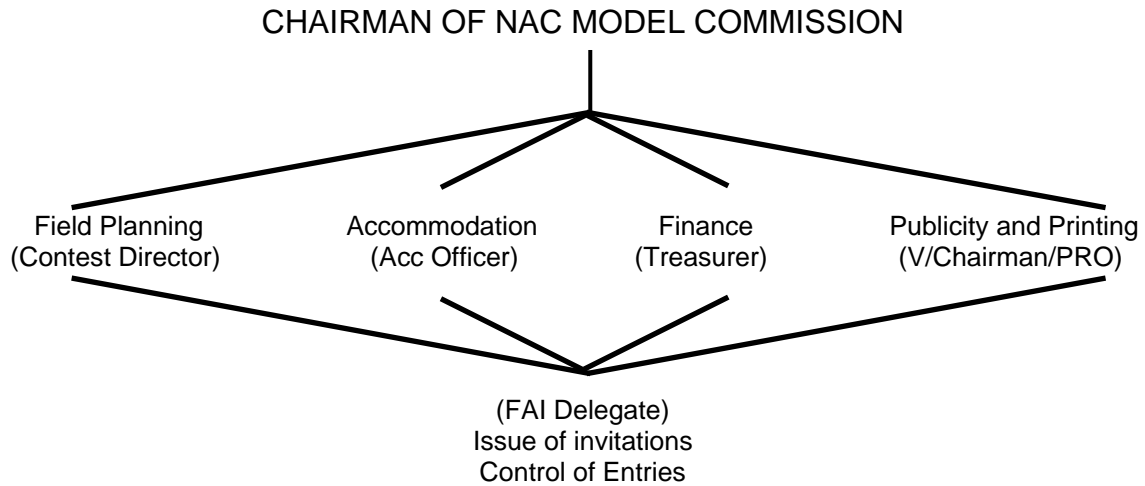 CHAIRMAN OF NAC MODEL COMMISSION
Field Planning
(Contest Director)
Accommodation
(Acc Officer)
Finance
(Treasurer)
Publicity and Printing
(V/Chairman/PRO)
(FAI Delegate)
Issue of invitations
Control of Entries